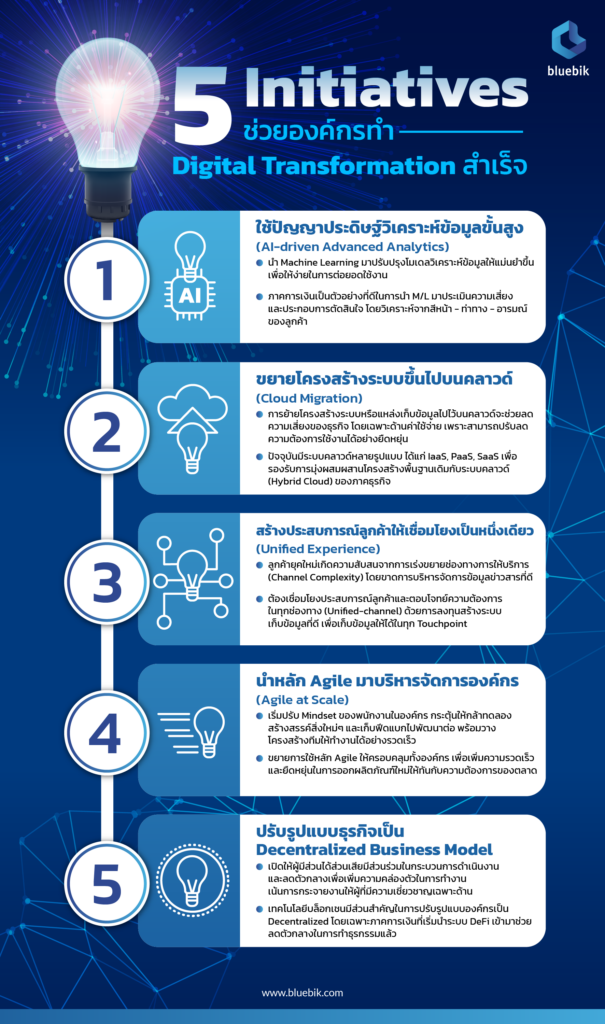 bluebik
5 Initiatives
ช่วยองค์กรทำ
Digital Transformation สำเร็จ
1
AI
ใช้ปัญญาประดิษฐ์วิเคราะห์ข้อมูลขั้นสูง
(AI-driven Advanced Analytics)
นำ Machine Learning มาปรับปรุงโมเดลวิเคราะห์ข้อมูลให้แม่นยำขึ้น
เพื่อให้ง่ายในการต่อยอดใช้งาน
ภาคการเงินเป็นตัวอย่างที่ดีในการนำ M/L มาประเมินความเสี่ยง
และประกอบการตัดสินใจ โดยวิเคราะห์จากสีหน้า - ท่าทาง - อารมณ์
ของลูกค้า
2
ขยายโครงสร้างระบบขึ้นไปบนคลาวด์
(Cloud Migration)
การย้ายโครงสร้างระบบหรือแหล่งเก็บข้อมูลไปไว้บนคลาวด์จะช่วยลด
ความเสี่ยงของธุรกิจ โดยเฉพาะด้านค่าใช้จ่าย เพราะสามารถปรับลด
ความต้องการใช้งานได้อย่างยืดหยุ่น
ปัจจุบันมีระบบคลาวด์หลายรูปแบบ ได้แก่ IaaS, PaaS, SaaS เพื่อ
รองรับการมุ่งผสมผสานโครงสร้างพื้นฐานเดิมกับระบบคลาวด์
(Hybrid Cloud) ของภาคธุรกิจ
3
สร้างประสบการณ์ลูกค้าให้เชื่อมโยงเป็นหนึ่งเดียว
(Unified Experience)
ลูกค้ายุคใหม่เกิดความสับสนจากการเร่งขยายช่องทางการให้บริการ
(Channel Complexity) โดยขาดการบริหารจัดการข้อมูลข่าวสารที่ดี
ต้องเชื่อมโยงประสบการณ์ลูกค้าและตอบโจทย์ความต้องการ
ในทุกช่องทาง (Unified-channel) ด้วยการลงทุนสร้างระบบ
เก็บข้อมูลที่ดี เพื่อเก็บข้อมูลให้ได้ในทุก Touchpoint
4
นำหลัก Agile มาบริหารจัดการองค์กร
(Agile at Scale)
เริ่มปรับ Mindset ของพนักงานในองค์กร กระตุ้นให้กล้าทดลอง
สร้างสรรค์สิ่งใหม่ๆ และเก็บฟีดแบกไปพัฒนาต่อ พร้อมวาง
โครงสร้างทีมให้ทำงานได้อย่างรวดเร็ว
ขยายการใช้หลัก Agile ให้ครอบคลุมทั้งองค์กร เพื่อเพิ่มความรวดเร็ว
และยืดหยุ่นในการออกผลิตภัณฑ์ใหม่ให้ทันกับความต้องการของตลาด
5
ปรับรูปแบบธุรกิจเป็น
Decentralized Business Model
เปิดให้ผู้มีส่วนได้ส่วนเสียมีส่วนร่วมในกระบวนการดำเนินงาน
และลดตัวกลางเพื่อเพิ่มความคล่องตัวในการทำงาน
เน้นการกระจายงานให้ผู้ที่มีความเชี่ยวชาญเฉพาะด้าน
เทคโนโลยีบล็อกเชนมีส่วนสำคัญในการปรับรูปแบบองค์กรเป็น
Decentralized โดยเฉพาะภาคการเงินที่เริ่มนำระบบ DeFi เข้ามาช่วย
ลดตัวกลางในการทำธุรกรรมแล้ว
www.bluebik.com